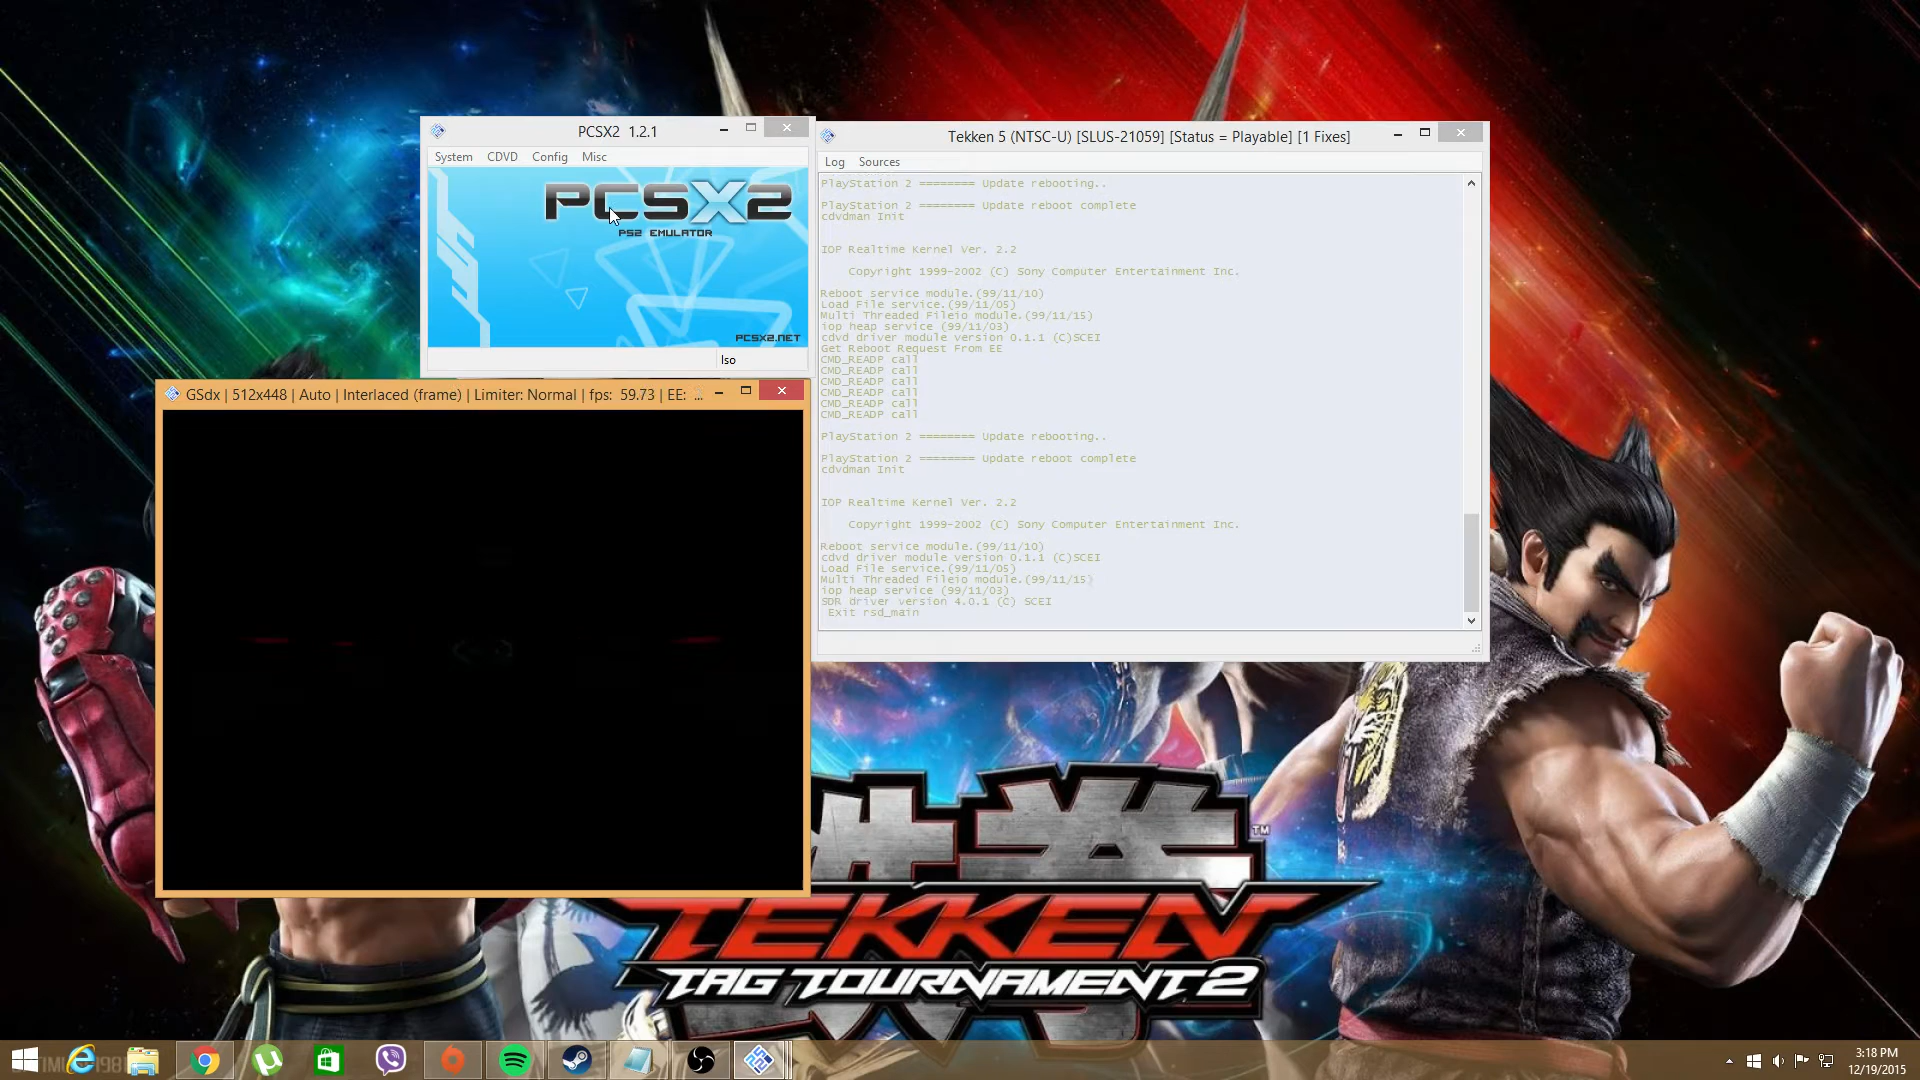 PCSX2 1.2.1
System CDVD Config Misc
PCSX2
PS2 EMULATOR
PCSX2.NET
Iso
Tekken 5 (NTSC-U) [SLUS-21059] [Status = Playable] [1 Fixes]
Log Sources
PlayStation 2 ======== Update rebooting..
PlayStation 2 ======== Update reboot complete
cdvdman Init
IOP Realtime Kernel Ver. 2.2
Copyright 1999-2002 (C) Sony Computer Entertainment Inc.
Reboot service module.(99/11/10)
Load File service.(99/11/05)
Multi Threaded Fileio module.(99/11/15)
iop heap service (99/11/03)
cdvd driver module version 0.1.1 (C)SCEI
Get Reboot Request From EE
CMD_READP call
CMD_READP call
CMD_READP call
CMD_READP call
CMD_READP call
CMD_READP call
PlayStation 2 ======== Update rebooting..
PlayStation 2 ======== Update reboot complete
cdvdman Init
IOP Realtime Kernel Ver. 2.2
Copyright 1999-2002 (C) Sony Computer Entertainment Inc.
Reboot service module.(99/11/10)
cdvd driver module version 0.1.1 (C)SCEI
Load File service.(99/11/05)
Multi Threaded Fileio module.(99/11/15)
iop heap service (99/11/03)
SDR driver version 4.0.1 (C) SCEI
Exit rsd_main
GSdx | 512x448 | Auto | Interlaced (frame) | Limiter: Normal | fps: 59.73 | EE: ...
TM
TEKKEN
TAG TOURNAMENT 2
3:18 PM
12/19/2015